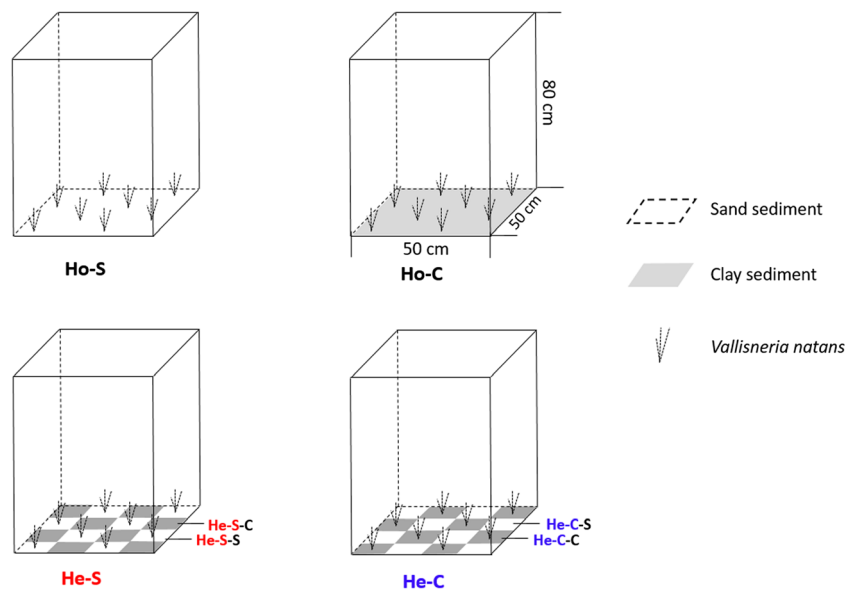 80 cm
50 cm
50 cm
Ho-S
Ho-C
Sand sediment
Clay sediment
Vallisneria natans
He-S-C
He-S-S
He-C-S
He-C-C
He-S
He-C